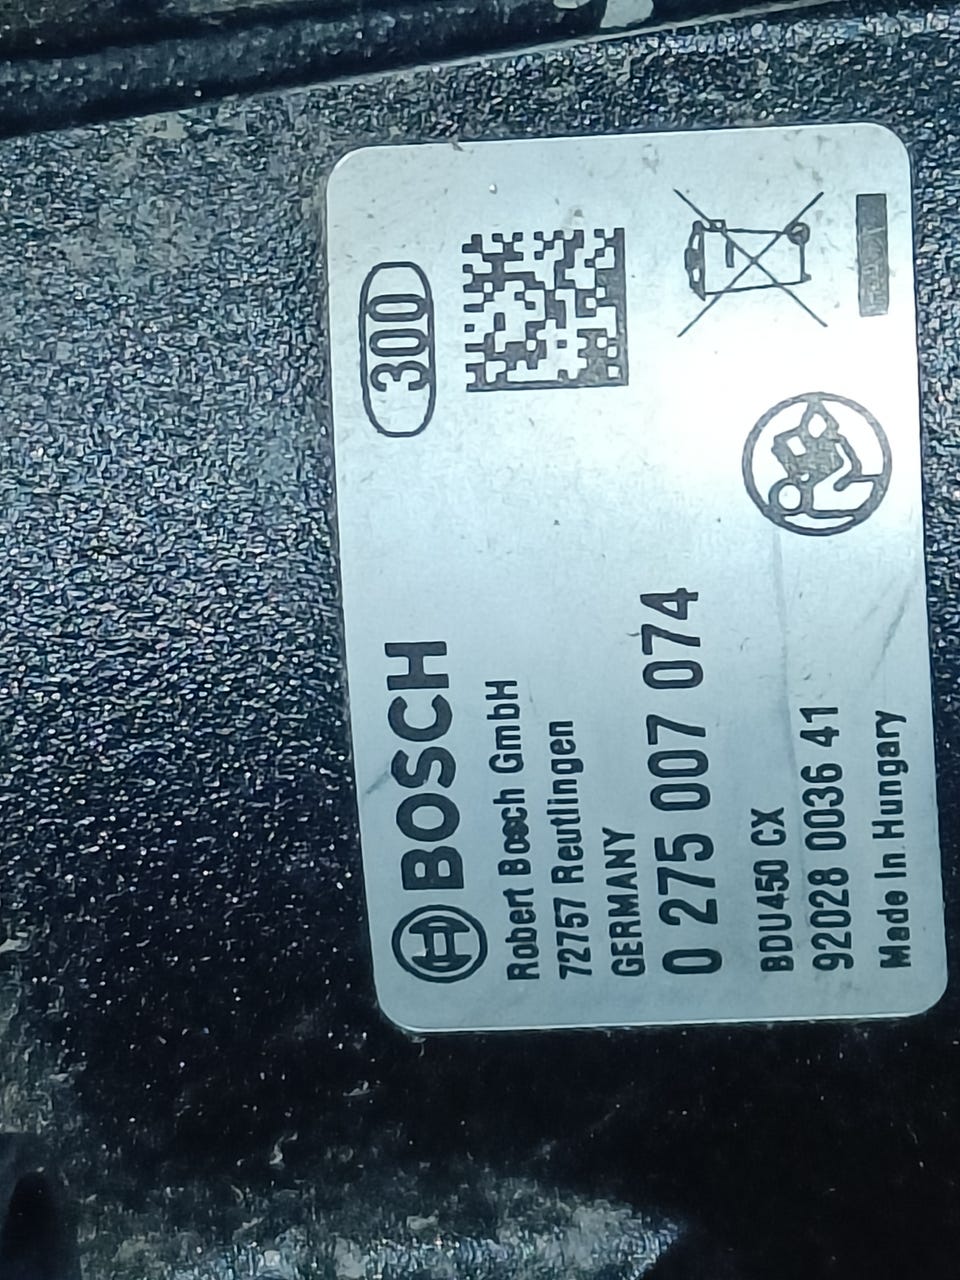 BOSCH
300
Robert Bosch GmbH
72757 Reutlingen
GERMANY
0 275 007 074
BDU450 CX
92028 0036 41
Made In Hungary